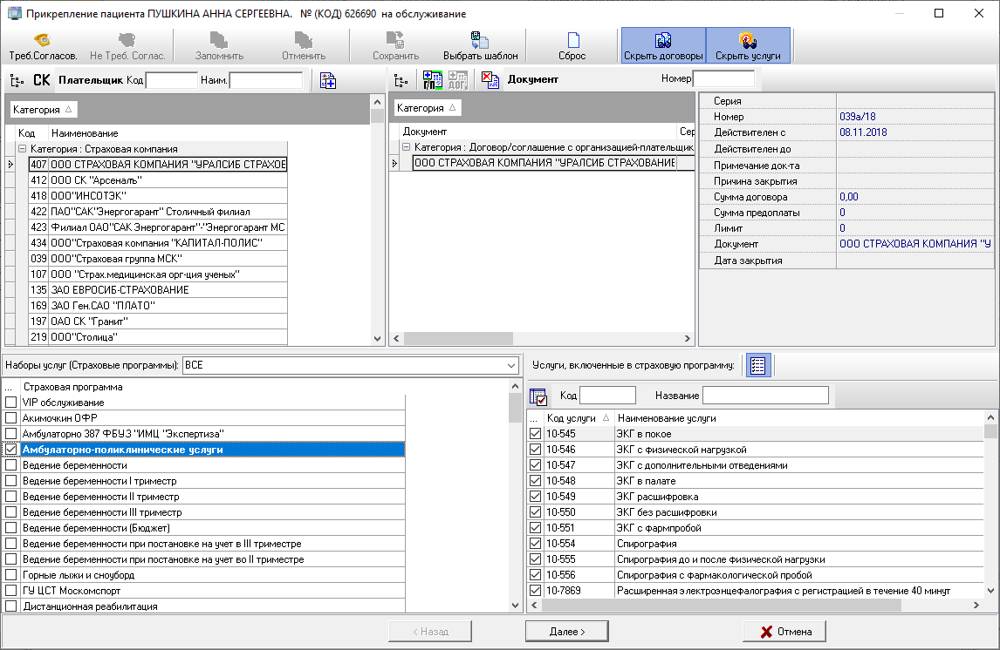 Прикрепление пациента ПУШКИНА АННА СЕРГЕЕВНА. № (КОД) 626690 на обслуживание
Треб.Согласов. Не Треб. Соглас. Запомнить Отменить Сохранить Выбрать шаблон Сброс Скрыть договоры Скрыть услуги
СК Плательщик Код Наим.
Категория
Код Наименование
Категория : Страховая компания
407 ООО СТРАХОВАЯ КОМПАНИЯ "УРАЛСИБ СТРАХОВ
412 ООО СК "Арсеналъ"
418 ООО"ИНСОТЭК"
422 ПАО"САК"Энергогарант" Столичный филиал
423 Филиал ОАО"САК Энергогарант"-"Энергогарант МС
434 ООО"Страховая компания "КАПИТАЛ-ПОЛИС"
039 ООО"Страховая группа МСК"
107 ООО "Страх.медицинская орг-ция ученых"
135 ЗАО ЕВРОСИБ-СТРАХОВАНИЕ
169 ЗАО Ген.САО "ПЛАТО"
197 ОАО СК "Гранит"
219 ООО"Столица"
Г/П ДОГ. Документ Номер
Категория
Документ Сер
Категория : Договор/соглашение с организацией-плательщик
ООО СТРАХОВАЯ КОМПАНИЯ "УРАЛСИБ СТРАХОВАНИЕ
Серия
Номер 039а/18
Действителен с 08.11.2018
Действителен до
Примечание док-та
Причина закрытия
Сумма договора 0,00
Сумма предоплаты 0
Лимит 0
Документ ООО СТРАХОВАЯ КОМПАНИЯ "У
Дата закрытия
Наборы услуг (Страховые программы): ВСЕ
... Страховая программа
VIP обслуживание
Акимочкин ОФР
Амбулаторно 387 ФБУЗ "ИМЦ "Экспертиза"
Амбулаторно-поликлинические услуги
Ведение беременности
Ведение беременности I триместр
Ведение беременности II триместр
Ведение беременности III триместр
Ведение беременности (Бюджет)
Ведение беременности при постановке на учет в III триместре
Ведение беременности при постановке на учет во II триместре
Горные лыжи и сноуборд
ГУ ЦСТ Москомспорт
Дистанционная реабилитация
Услуги, включенные в страховую программу:
Код Название
... Код услуги Наименование услуги
10-545 ЭКГ в покое
10-546 ЭКГ с физической нагрузкой
10-547 ЭКГ с дополнительными отведениями
10-548 ЭКГ в палате
10-549 ЭКГ расшифровка
10-550 ЭКГ без расшифровки
10-551 ЭКГ с фармпробой
10-554 Спирография
10-555 Спирография до и после физической нагрузки
10-556 Спирография с фармакологической пробой
10-7869 Расширенная электроэнцефалография с регистрацией в течение 40 минут
< Назад Далее > Отмена